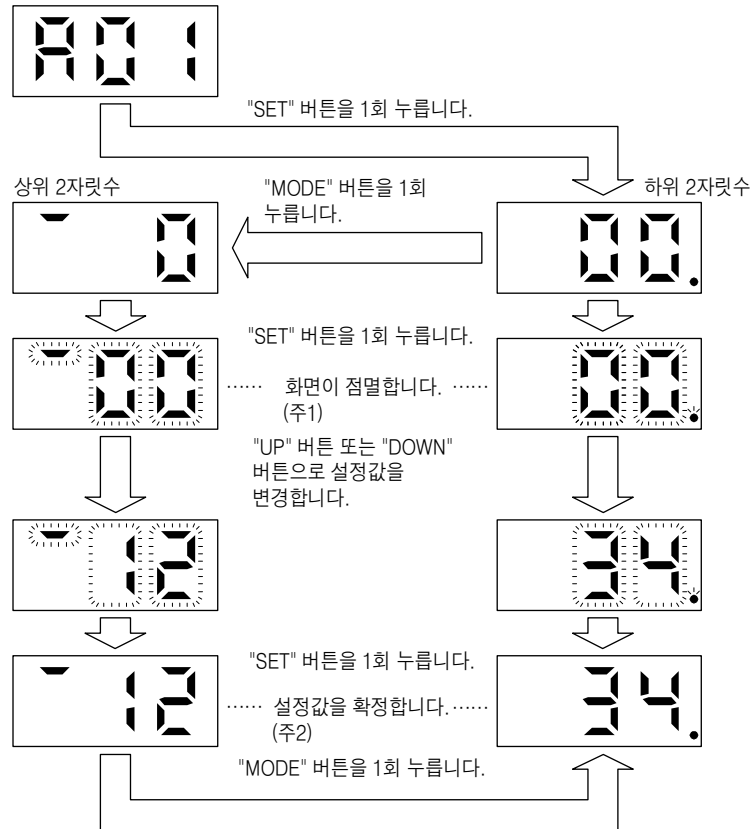 A01
"SET" 버튼을 1회 누릅니다.
상위 2자릿수
"MODE" 버튼을 1회
누릅니다.
하위 2자릿수
- 0
00.
"SET" 버튼을 1회 누릅니다.
-00
…… 화면이 점멸합니다. ……
(주1)
00.
"UP" 버튼 또는 "DOWN"
버튼으로 설정값을
변경합니다.
-12
34.
"SET" 버튼을 1회 누릅니다.
-12
…… 설정값을 확정합니다. ……
(주2)
34.
"MODE" 버튼을 1회 누릅니다.